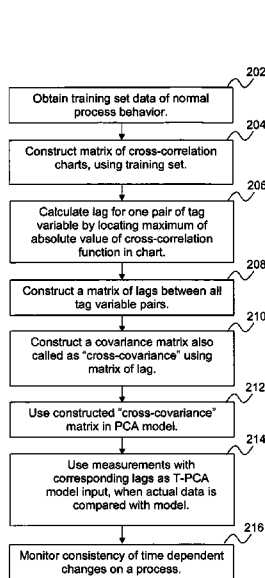 202
Obtain training set data of normal
process behavior.
204
Construct matrix of cross-correlation
charts, using training set.
206
Calculate lag for one pair of tag
variable by locating maximum of
absolute value of cross-correlation
function in chart.
208
Construct a matrix of lags between all
tag variable pairs.
210
Construct a covariance matrix also
called as "cross-covariance" using
matrix of lag.
212
Use constructed "cross-covariance"
matrix in PCA model.
214
Use measurements with
corresponding lags as T-PCA
model input, when actual data is
compared with model.
216
Monitor consistency of time dependent
changes on a process.